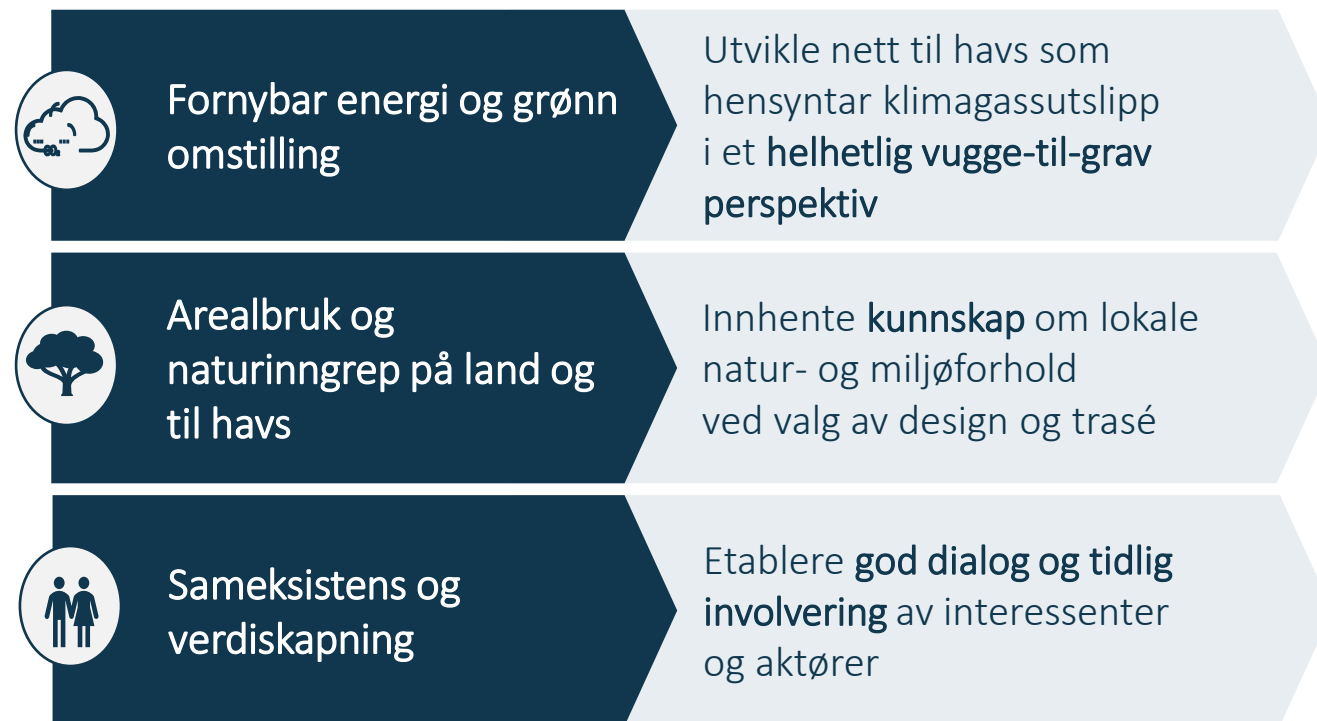 Fornybar energi og grønn
omstilling
Utvikle nett til havs som
hensyntar klimagassutslipp
i et helhetlig vugge-til-grav
perspektiv
Arealbruk og
naturinngrep på land og
til havs
Innhente kunnskap om lokale
natur- og miljøforhold
ved valg av design og trasé
Sameksistens og
verdiskapning
Etablere god dialog og tidlig
involvering av interessenter
og aktører